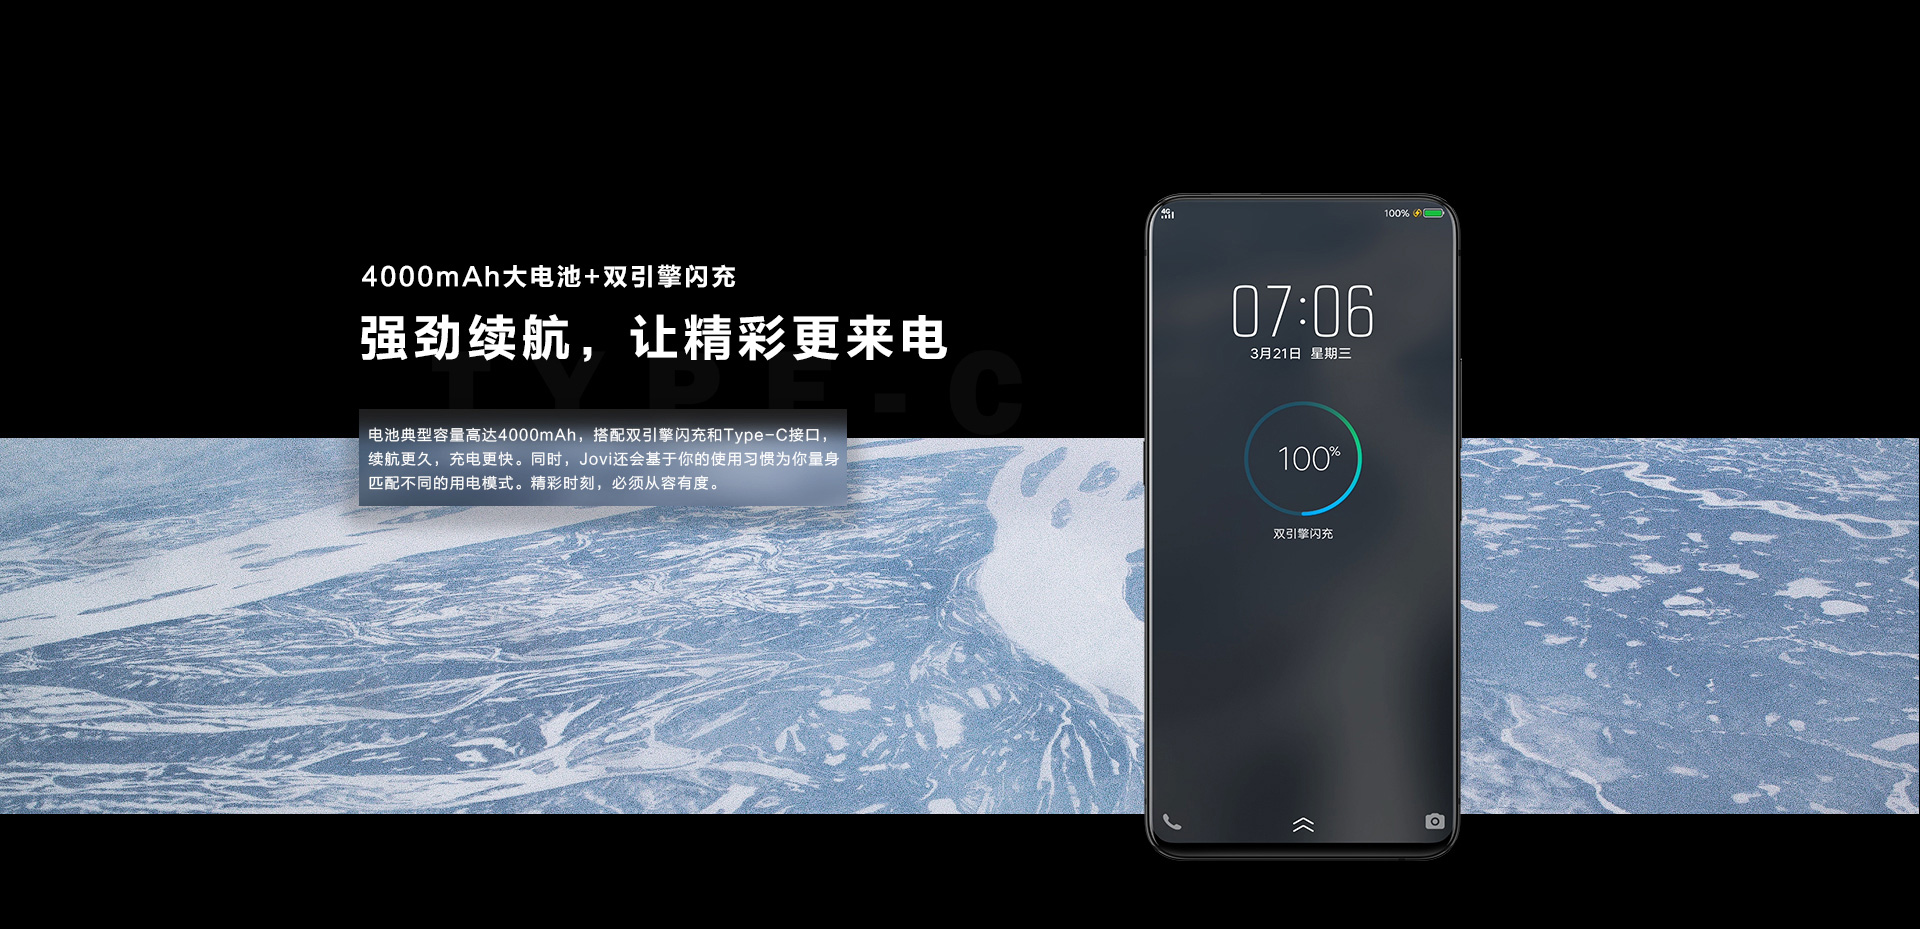 4000mAh大电池+双引擎闪充
强劲续航，让精彩更来电
TYPE-C
电池典型容量高达4000mAh，搭配双引擎闪充和Type-C接口，
续航更久，充电更快。同时，Jovi还会基于你的使用习惯为你量身
匹配不同的用电模式。精彩时刻，必须从容有度。
4G
100%
07:06
3月21日 星期三
100%
双引擎闪充